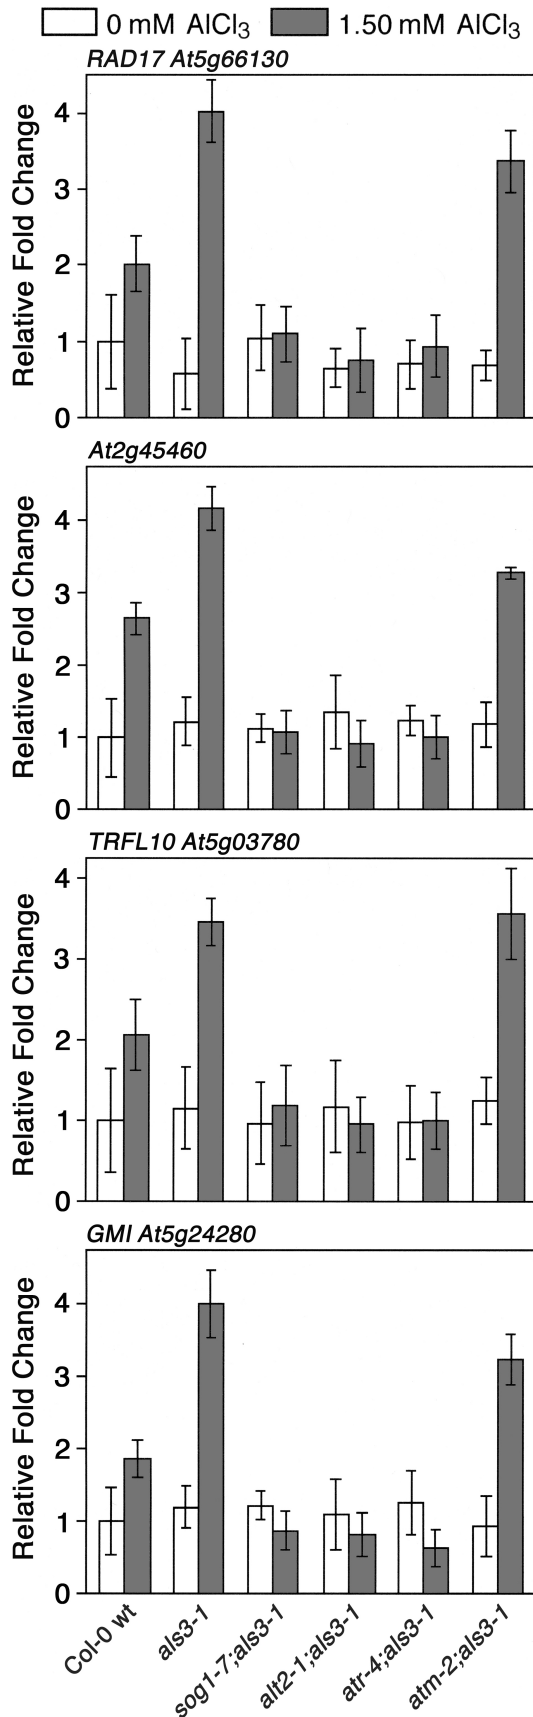 0 mM AlCl₃ 1.50 mM AlCl₃
RAD17 At5g66130
Relative Fold Change
4
3
2
1
0
At2g45460
Relative Fold Change
4
3
2
1
0
TRFL10 At5g03780
Relative Fold Change
4
3
2
1
0
GMI At5g24280
Relative Fold Change
4
3
2
1
0
Col-0 wt
als3-1
sog1-7;als3-1
alt2-1;als3-1
atr-4;als3-1
atm-2;als3-1